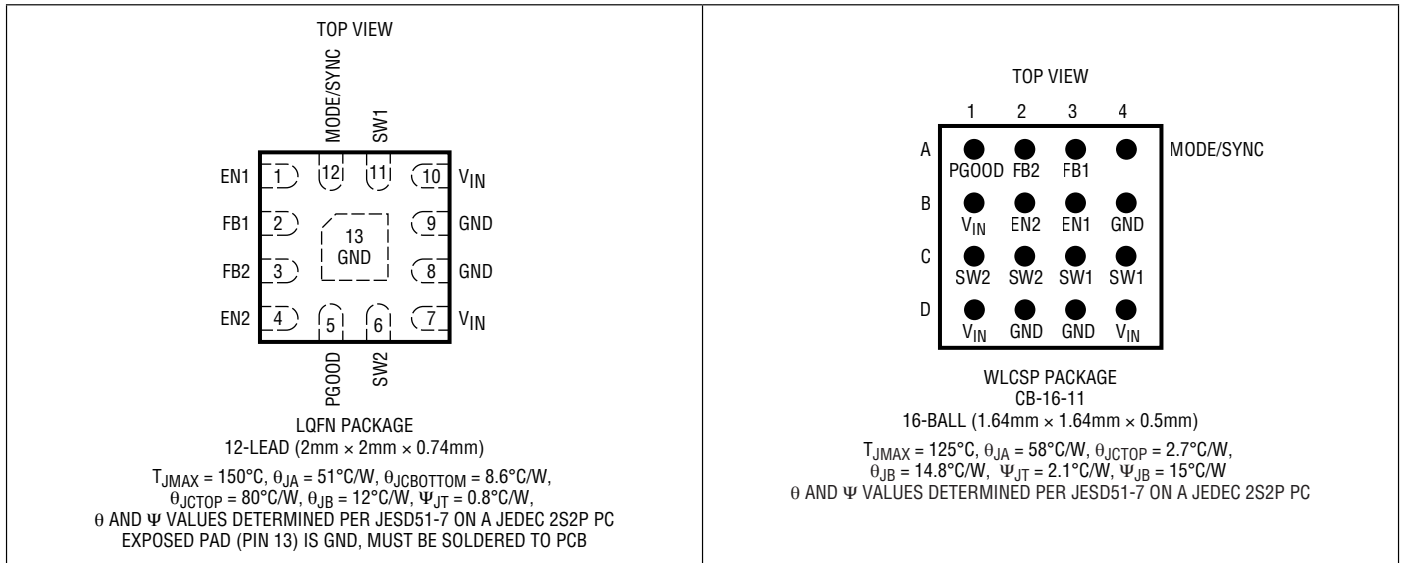 TOP VIEW
MODE/SYNC
SW1
EN1 1 12 11 10 VIN
FB1 2 9 GND
13
GND
FB2 3 8 GND
EN2 4 5 6 7 VIN
PGOOD
SW2
LQFN PACKAGE
12-LEAD (2mm × 2mm × 0.74mm)
TJMAX = 150°C, θJA = 51°C/W, θJCBOTTOM = 8.6°C/W,
θJCTOP = 80°C/W, θJB = 12°C/W, ΨJT = 0.8°C/W,
θ AND Ψ VALUES DETERMINED PER JESD51-7 ON A JEDEC 2S2P PC
EXPOSED PAD (PIN 13) IS GND, MUST BE SOLDERED TO PCB
TOP VIEW
1 2 3 4
A MODE/SYNC
PGOOD FB2 FB1
B
VIN EN2 EN1 GND
C
SW2 SW2 SW1 SW1
D
VIN GND GND VIN
WLCSP PACKAGE
CB-16-11
16-BALL (1.64mm × 1.64mm × 0.5mm)
TJMAX = 125°C, θJA = 58°C/W, θJCTOP = 2.7°C/W,
θJB = 14.8°C/W, ΨJT = 2.1°C/W, ΨJB = 15°C/W
θ AND Ψ VALUES DETERMINED PER JESD51-7 ON A JEDEC 2S2P PC